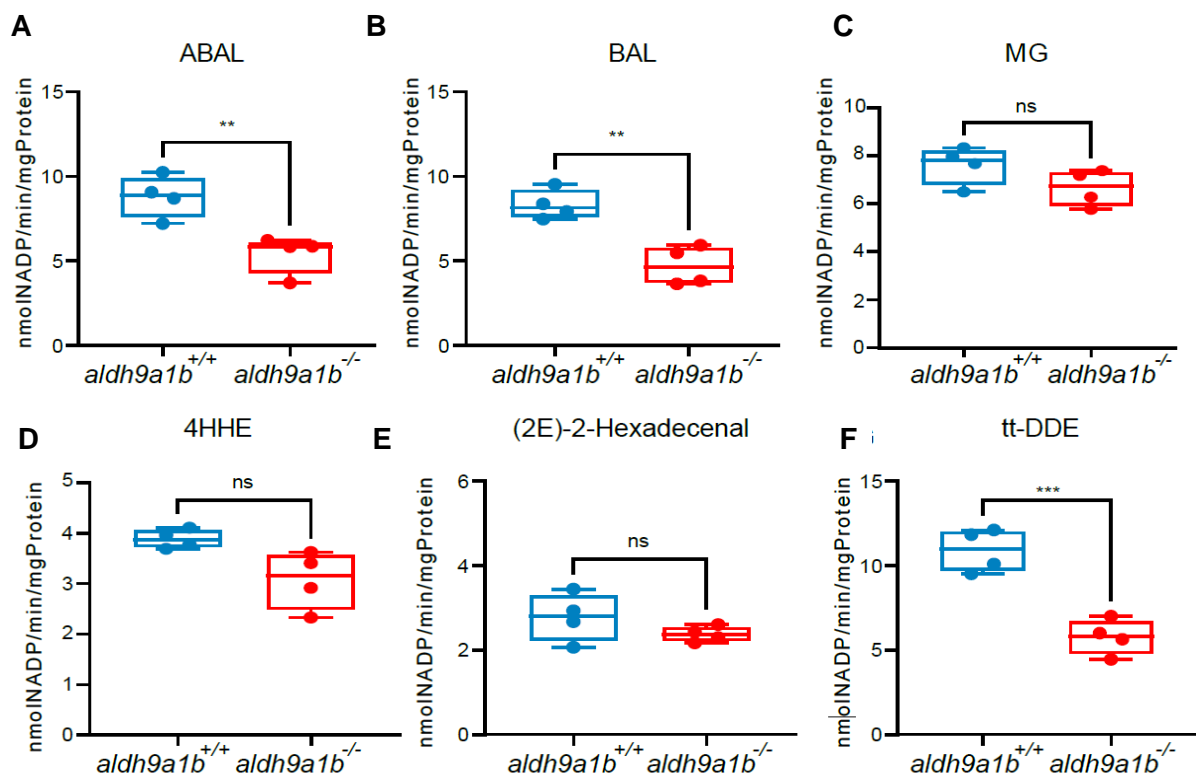 A
ABAL
nmolNADP/min/mgProtein
15
10
5
0
**
aldh9a1b+/+ aldh9a1b-/-
B
BAL
nmolNADP/min/mgProtein
15
10
5
0
**
aldh9a1b+/+ aldh9a1b-/-
C
MG
nmolNADP/min/mgProtein
10
8
6
4
2
0
ns
aldh9a1b+/+ aldh9a1b-/-
D
4HHE
nmolNADP/min/mgProtein
5
4
3
2
1
0
ns
aldh9a1b+/+ aldh9a1b-/-
E
(2E)-2-Hexadecenal
nmolNADP/min/mgProtein
6
4
2
0
ns
aldh9a1b+/+ aldh9a1b-/-
F
tt-DDE
nmolNADP/min/mgProtein
15
10
5
0
***
aldh9a1b+/+ aldh9a1b-/-